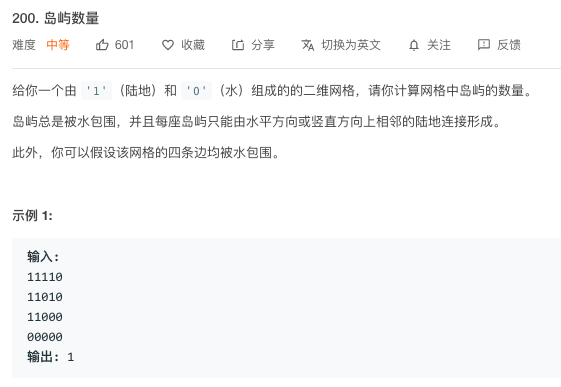 200. 岛屿数量
难度 中等 601 收藏 分享 切换为英文 关注 反馈
给你一个由 '1'（陆地）和 '0'（水）组成的的二维网格，请你计算网格中岛屿的数量。
岛屿总是被水包围，并且每座岛屿只能由水平方向或竖直方向上相邻的陆地连接形成。
此外，你可以假设该网格的四条边均被水包围。
示例 1:
输入:
11110
11010
11000
00000
输出: 1